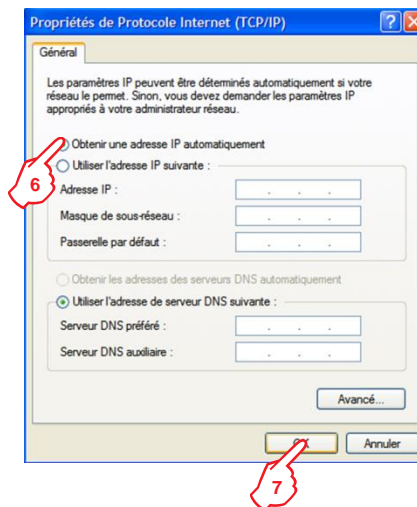 Propriétés de Protocole Internet (TCP/IP)
Général
Les paramètres IP peuvent être déterminés automatiquement si votre
réseau le permet. Sinon, vous devez demander les paramètres IP
appropriés à votre administrateur réseau.
Obtenir une adresse IP automatiquement
Utiliser l'adresse IP suivante :
6
Adresse IP :
Masque de sous-réseau :
Passerelle par défaut :
Obtenir les adresses des serveurs DNS automatiquement
Utiliser l'adresse de serveur DNS suivante :
Serveur DNS préféré :
Serveur DNS auxiliaire :
Avancé...
OK
Annuler
7